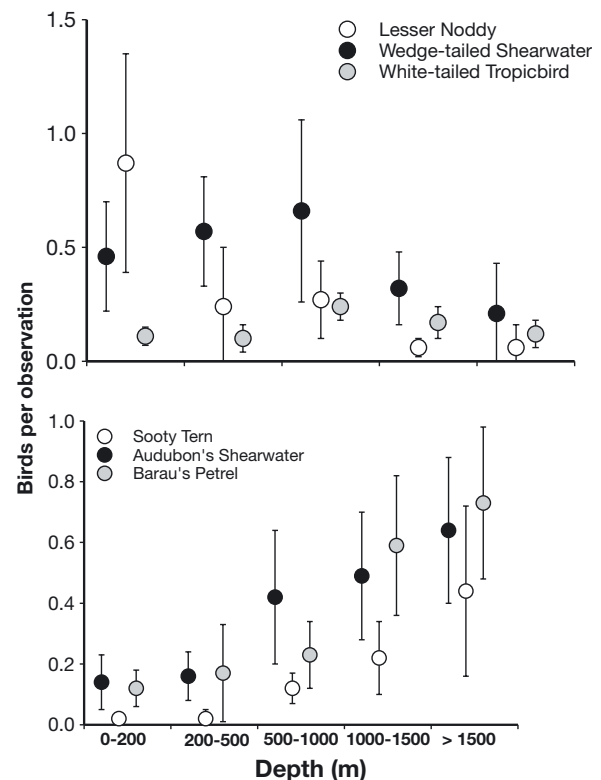 1.5
Lesser Noddy
Wedge-tailed Shearwater
White-tailed Tropicbird
1.0
0.5
0.0
Birds per observation
1.0
Sooty Tern
Audubon's Shearwater
Barau's Petrel
0.8
0.6
0.4
0.2
0.0
0-200 200-500 500-1000 1000-1500 > 1500
Depth (m)